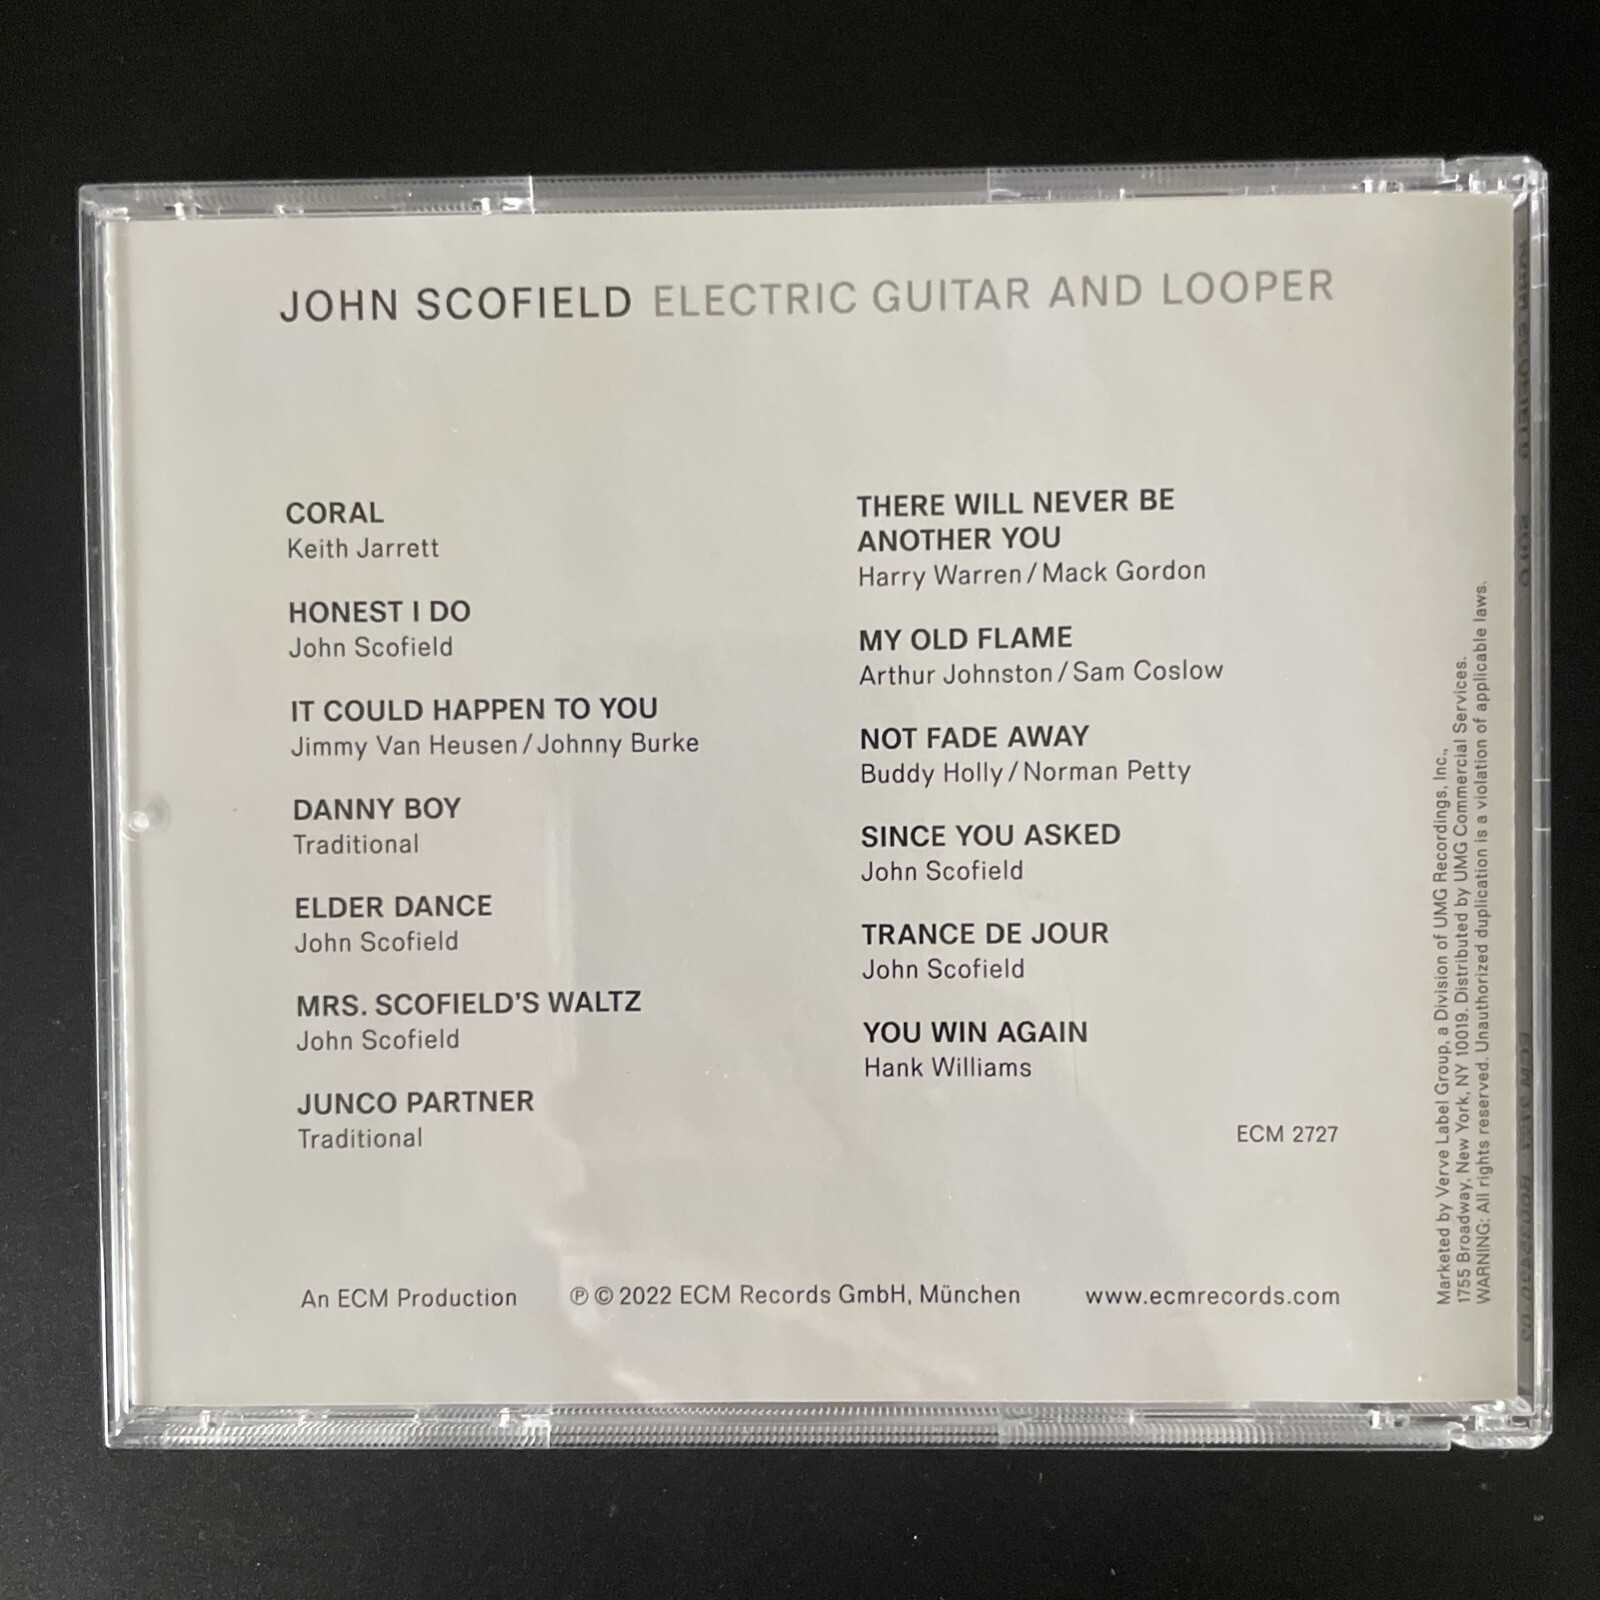 JOHN SCOFIELD ELECTRIC GUITAR AND LOOPER
CORAL
Keith Jarrett
HONEST I DO
John Scofield
IT COULD HAPPEN TO YOU
Jimmy Van Heusen / Johnny Burke
DANNY BOY
Traditional
ELDER DANCE
John Scofield
MRS. SCOFIELD'S WALTZ
John Scofield
JUNCO PARTNER
Traditional
THERE WILL NEVER BE
ANOTHER YOU
Harry Warren / Mack Gordon
MY OLD FLAME
Arthur Johnston / Sam Coslow
NOT FADE AWAY
Buddy Holly / Norman Petty
SINCE YOU ASKED
John Scofield
TRANCE DE JOUR
John Scofield
YOU WIN AGAIN
Hank Williams
ECM 2727
An ECM Production
℗ © 2022 ECM Records GmbH, München
www.ecmrecords.com
Marketed by Verve Label Group, a Division of UMG Recordings, Inc.,
1755 Broadway, New York, NY 10019. Distributed by UMG Commercial Services.
WARNING: All rights reserved. Unauthorized duplication is a violation of applicable laws.